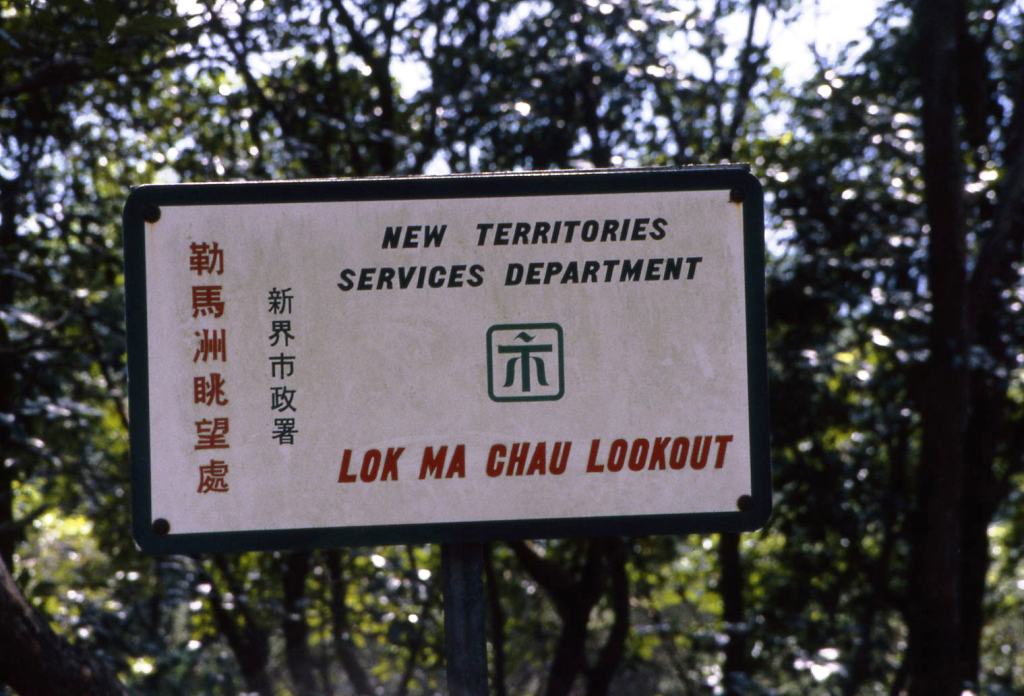 勒馬洲眺望處
新界市政署
NEW TERRITORIES
SERVICES DEPARTMENT
LOK MA CHAU LOOKOUT